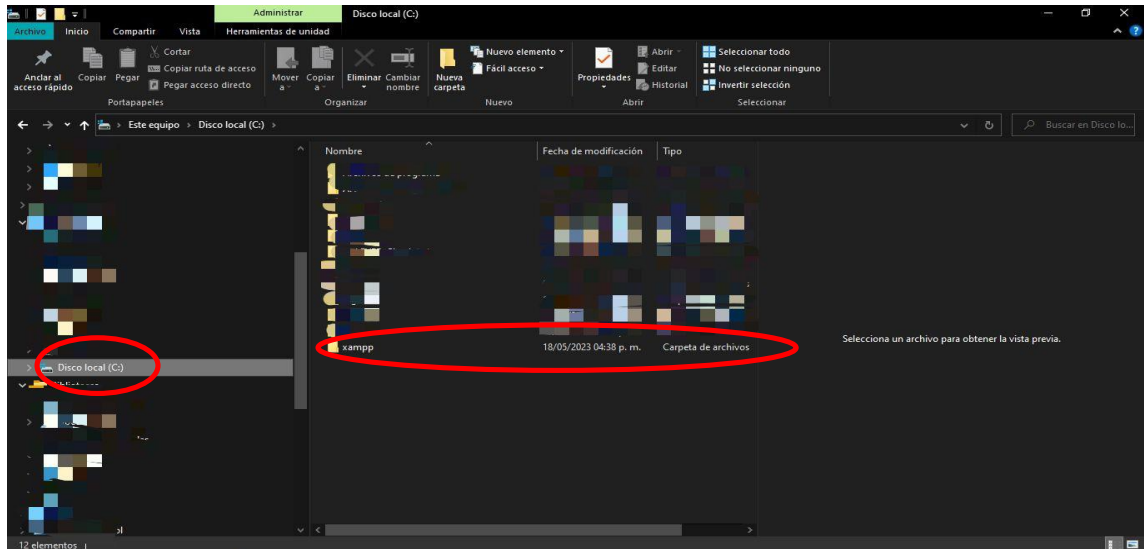 Administrar
Disco local (C:)
Archivo Inicio Compartir Vista Herramientas de unidad
Anclar al acceso rápido
Copiar
Pegar
Cortar
Copiar ruta de acceso
Pegar acceso directo
Portapapeles
Mover a
Copiar a
Eliminar
Cambiar nombre
Organizar
Nueva carpeta
Nuevo elemento
Fácil acceso
Nuevo
Propiedades
Abrir
Editar
Historial
Abrir
Seleccionar todo
No seleccionar ninguno
Invertir selección
Seleccionar
Este equipo > Disco local (C:) >
Buscar en Disco lo...
Nombre Fecha de modificación Tipo
xampp 18/05/2023 04:38 p. m. Carpeta de archivos
Selecciona un archivo para obtener la vista previa.
Disco local (C:)
12 elementos